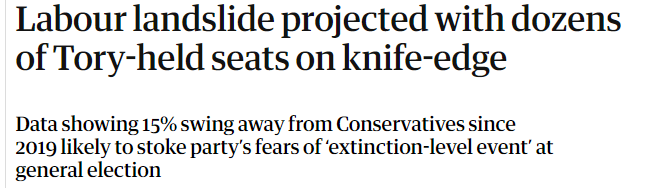 Labour landslide projected with dozens
of Tory-held seats on knife-edge
Data showing 15% swing away from Conservatives since
2019 likely to stoke party's fears of 'extinction-level event' at
general election